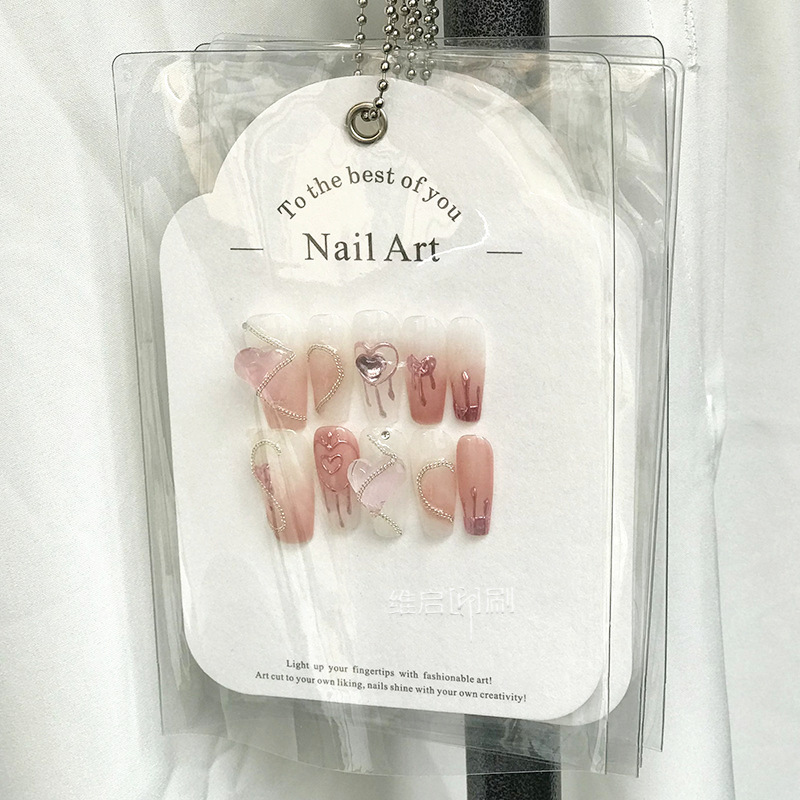 To the best of you
Nail Art
维启印刷
Light up your fingertips with fashionable art!
Art cut to your own liking, nails shine with your own creativity!